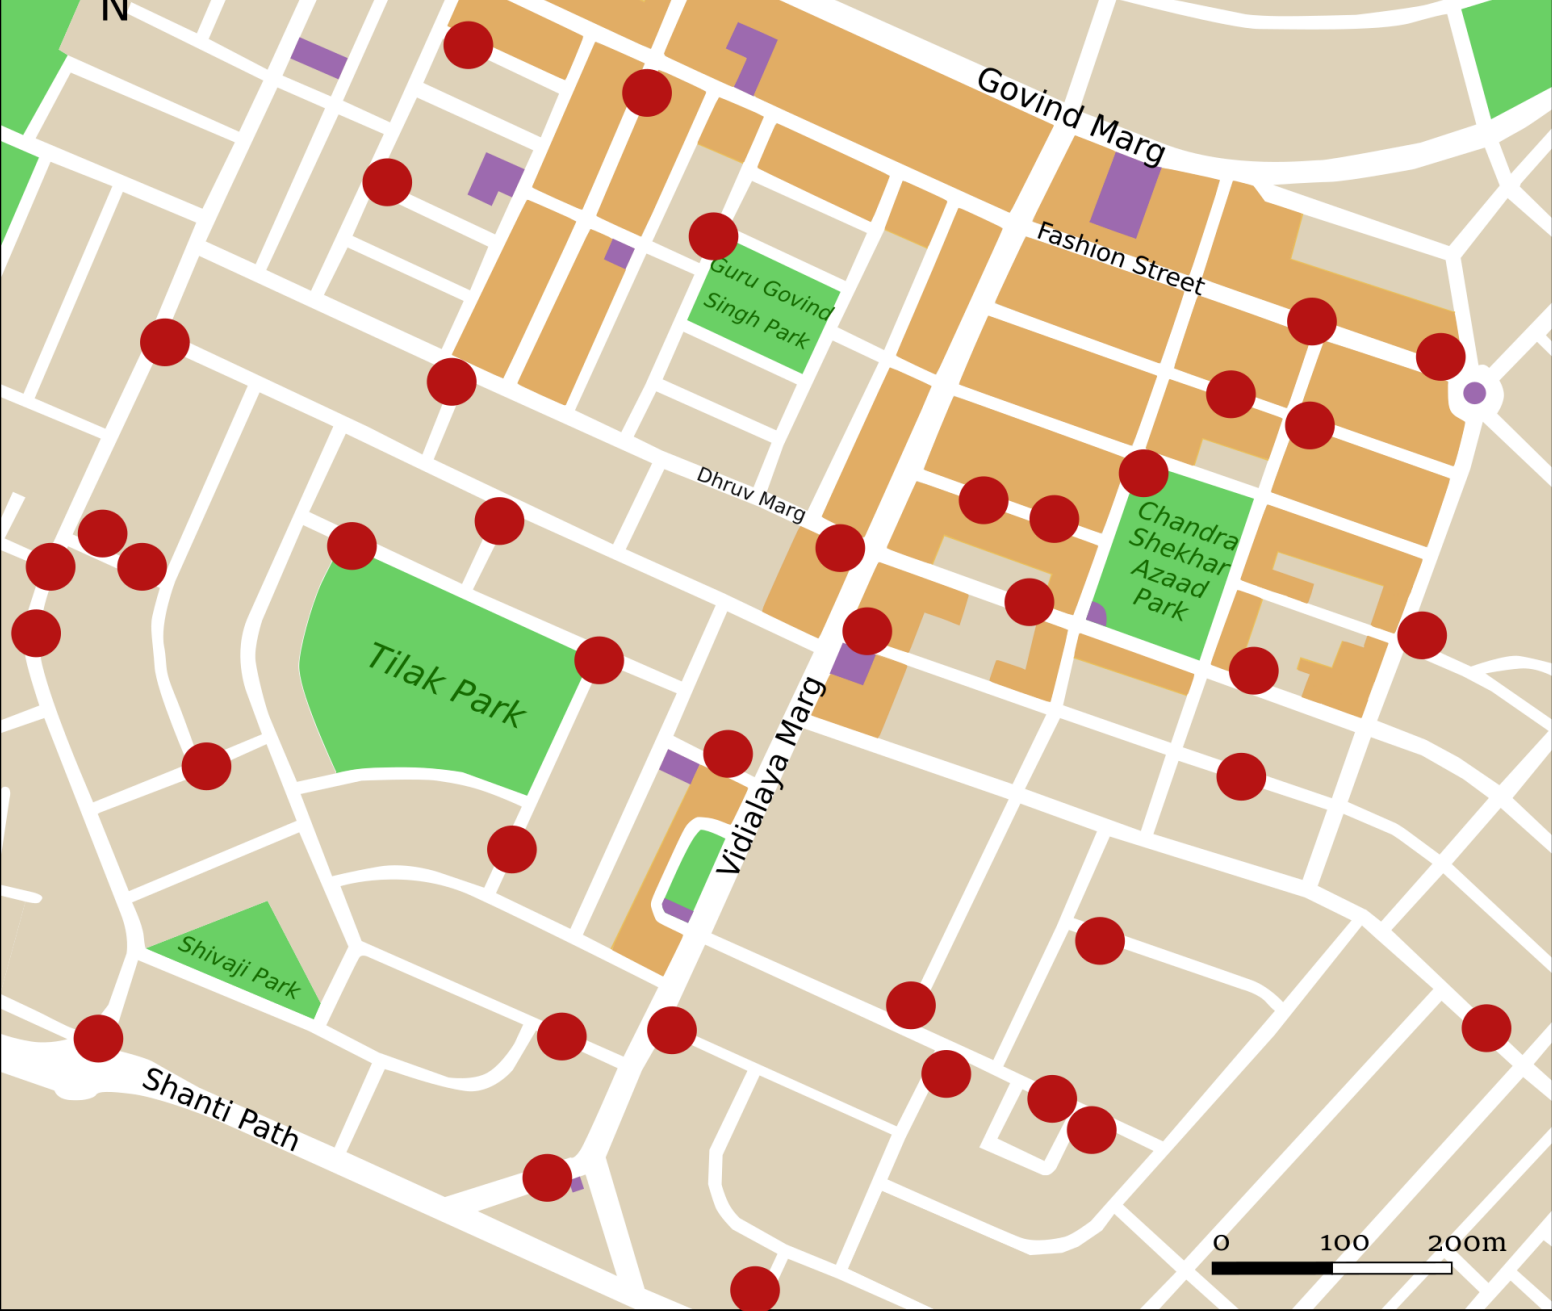 N
Govind Marg
Fashion Street
Guru Govind
Singh Park
Dhruv Marg
Chandra
Shekhar
Azaad
Park
Tilak Park
Vidialaya Marg
Shivaji Park
Shanti Path
0 100 200m